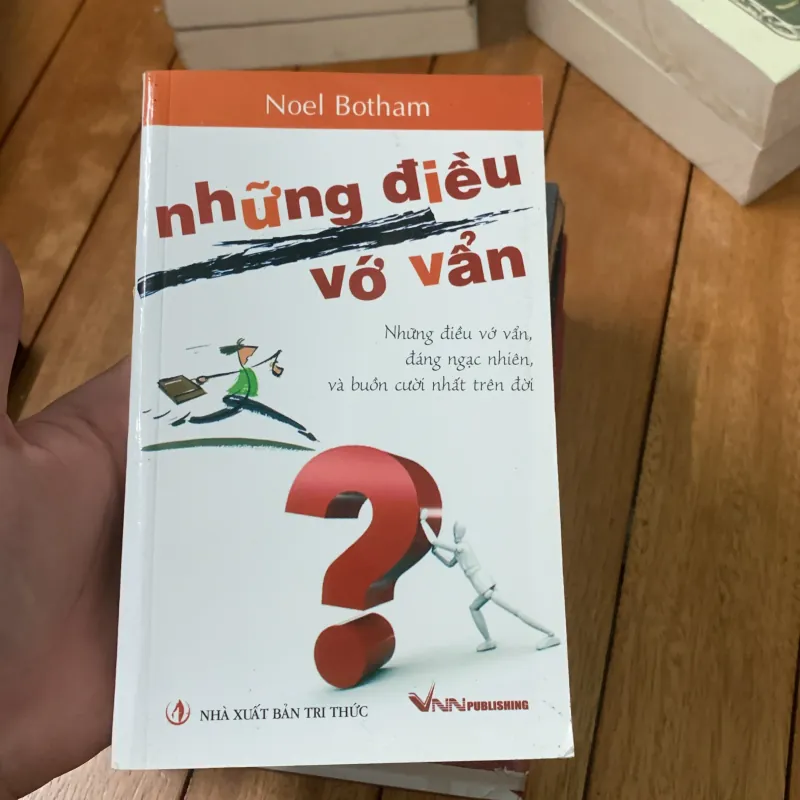 Noel Botham
những điều
vớ vẩn
Những điều vớ vẩn,
đáng ngạc nhiên,
và buồn cười nhất trên đời
NHÀ XUẤT BẢN TRI THỨC
VNN PUBLISHING